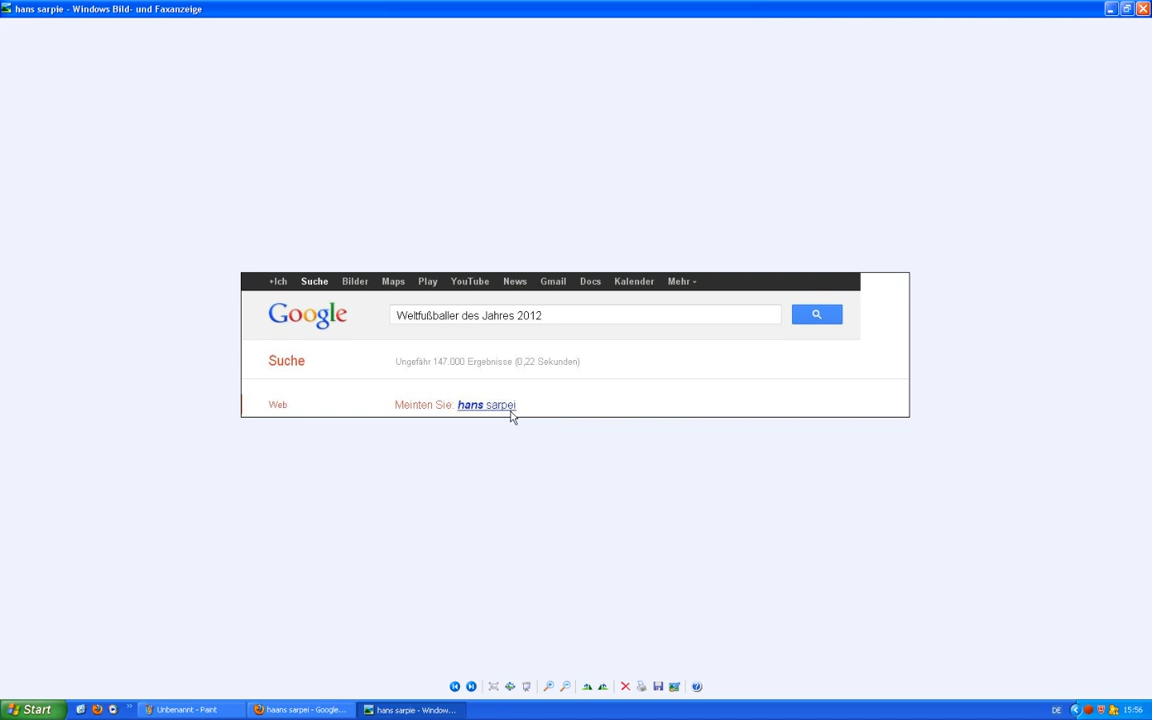 hans sarpie - Windows Bild- und Faxanzeige
+Ich Suche Bilder Maps Play YouTube News Gmail Docs Kalender Mehr
Google Weltfußballer des Jahres 2012
Suche Ungefähr 147.000 Ergebnisse (0,22 Sekunden)
Web Meinten Sie: hans sarpei
Start Unbenannt - Paint haans sarpei - Google... hans sarpie - Window... DE 15:56